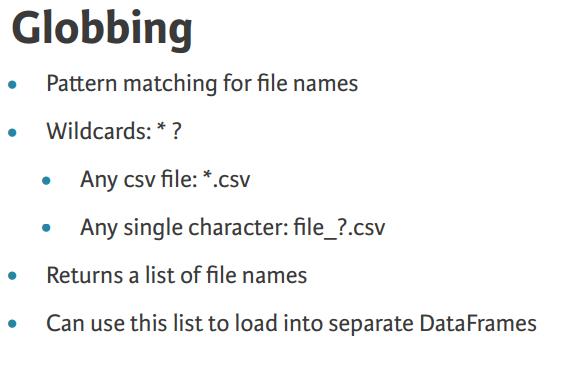 Globbing
Pattern matching for file names
Wildcards: * ?
Any csv file: *.csv
Any single character: file_?.csv
Returns a list of file names
Can use this list to load into separate DataFrames